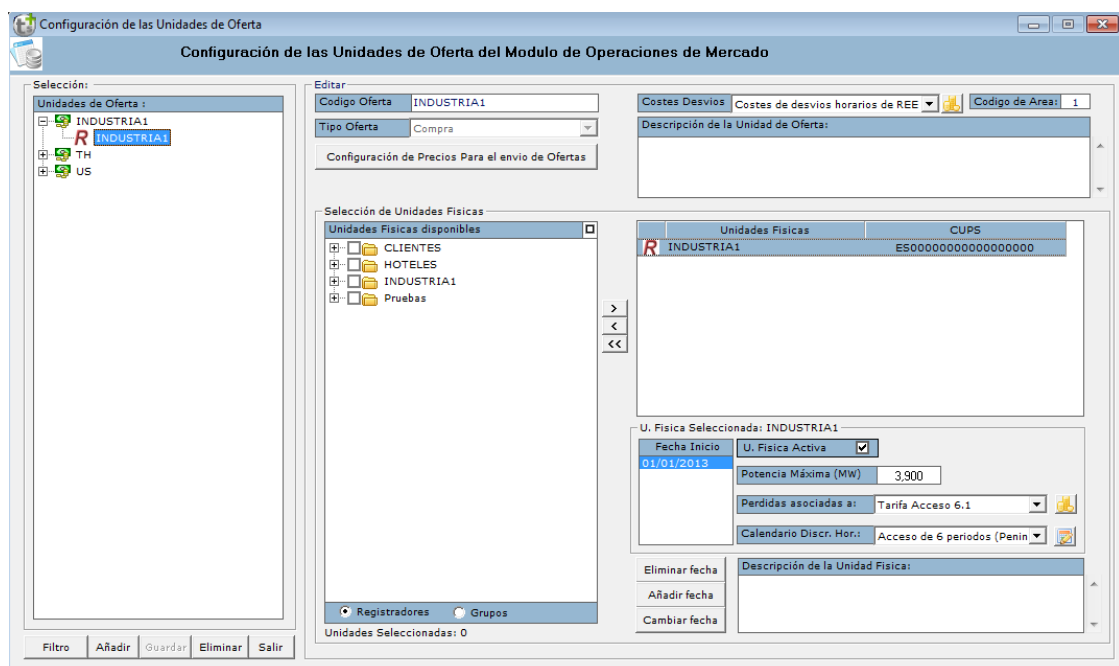 Configuración de las Unidades de Oferta
Configuración de las Unidades de Oferta del Modulo de Operaciones de Mercado
Selección:
Unidades de Oferta :
INDUSTRIA1
R INDUSTRIA1
TH
US
Filtro
Añadir
Guardar
Eliminar
Salir
Editar
Codigo Oferta
INDUSTRIA1
Tipo Oferta
Compra
Configuración de Precios Para el envio de Ofertas
Costes Desvios
Costes de desvios horarios de REE
Codigo de Area:
1
Descripción de la Unidad de Oferta:
Selección de Unidades Fisicas
Unidades Fisicas disponibles
CLIENTES
HOTELES
INDUSTRIA1
Pruebas
Registradores
Grupos
Unidades Seleccionadas: 0
>
<
<<
Unidades Fisicas CUPS
R INDUSTRIA1 ES00000000000000000
U. Fisica Seleccionada: INDUSTRIA1
Fecha Inicio
01/01/2013
U. Fisica Activa
Potencia Máxima (MW)
3,900
Perdidas asociadas a:
Tarifa Acceso 6.1
Calendario Discr. Hor.:
Acceso de 6 periodos (Penin
Eliminar fecha
Añadir fecha
Cambiar fecha
Descripción de la Unidad Fisica: